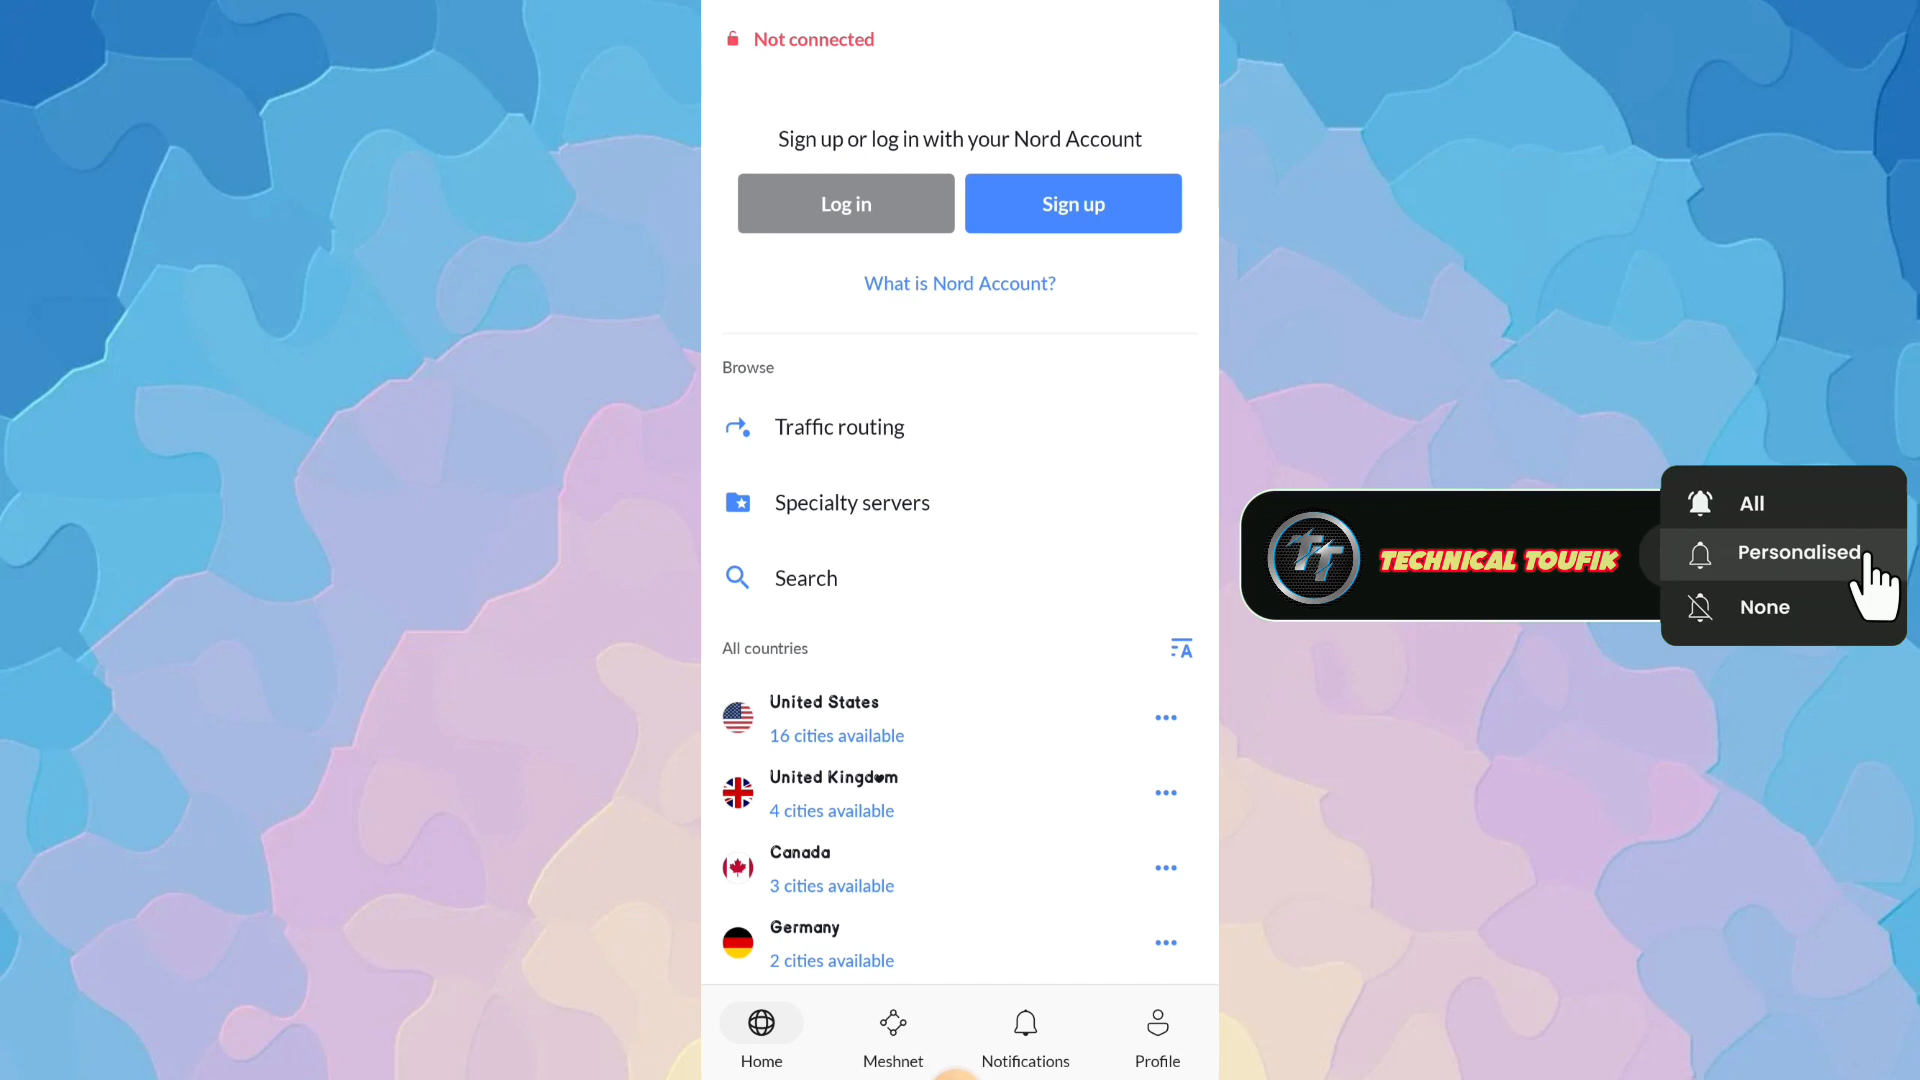 Not connected
Sign up or log in with your Nord Account
Log in
Sign up
What is Nord Account?
Browse
Traffic routing
Specialty servers
Search
All countries
A
United States
16 cities available
United Kingdom
4 cities available
Canada
3 cities available
Germany
2 cities available
Home
Meshnet
Notifications
Profile
TT
TECHNICAL TOUFIK
All
Personalised
None